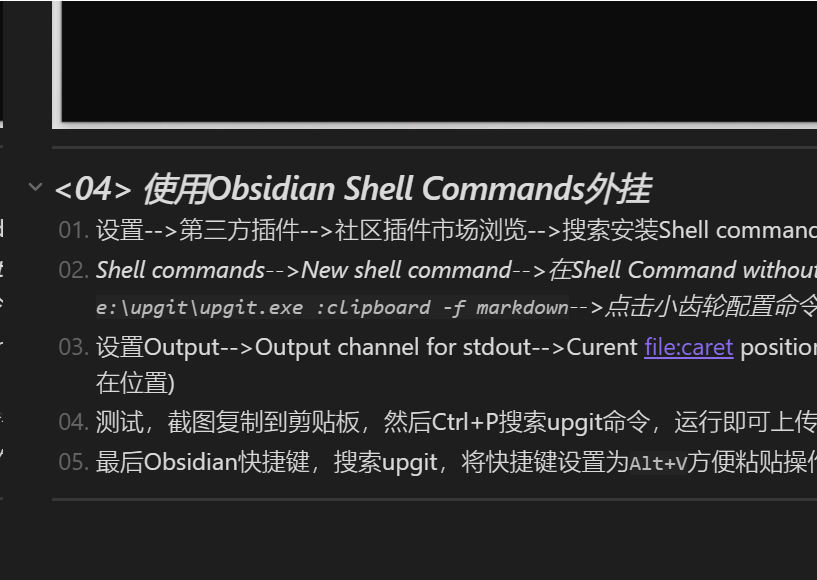 <04> 使用Obsidian Shell Commands外挂
01. 设置-->第三方插件-->社区插件市场浏览-->搜索安装Shell command
02. Shell commands-->New shell command-->在Shell Command without
e:\upgit\upgit.exe :clipboard -f markdown-->点击小齿轮配置命令
03. 设置Output-->Output channel for stdout-->Curent file:caret position
在位置)
04. 测试，截图复制到剪贴板，然后Ctrl+P搜索upgit命令，运行即可上传
05. 最后Obsidian快捷键，搜索upgit，将快捷键设置为Alt+V方便粘贴操作